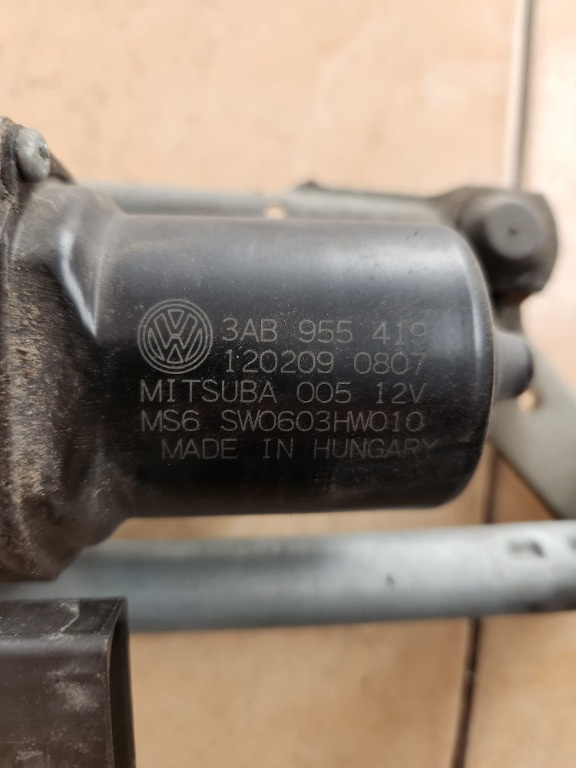 3AB 955 419
120209 0807
MITSUBA 005 12V
MS6 SW0603HW010
MADE IN HUNGARY